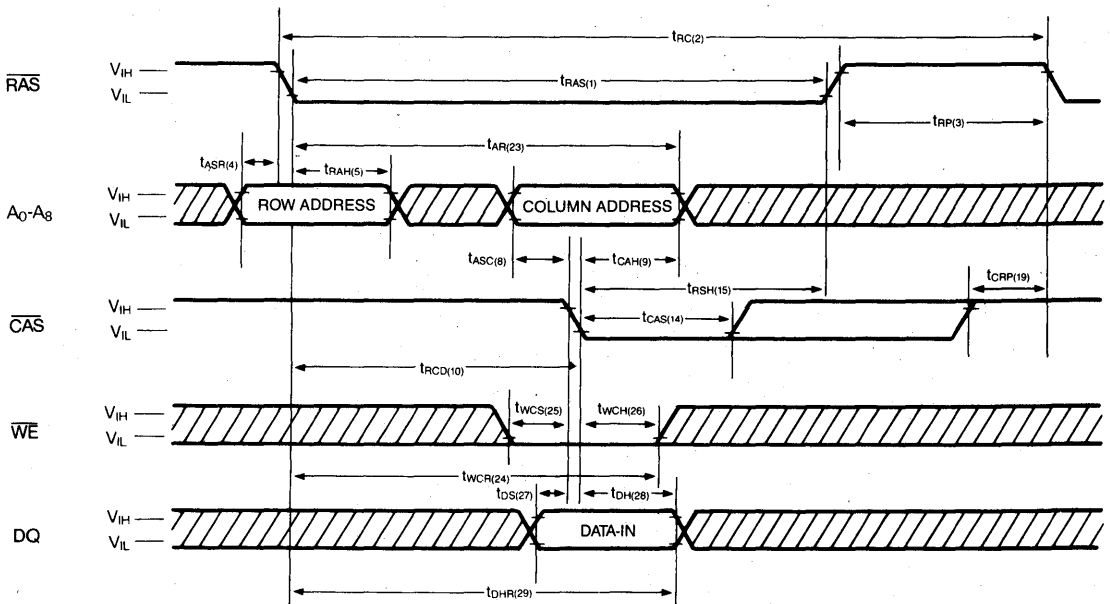 tRC(2)
RAS
VIH
VIL
tRAS(1)
tRP(3)
tAR(23)
tASR(4)
tRAH(5)
A0-A8
VIH
VIL
ROW ADDRESS
COLUMN ADDRESS
tASC(8)
tCAH(9)
tRSH(15)
tCRP(19)
CAS
VIH
VIL
tCAS(14)
tRCD(10)
WE
VIH
VIL
tWCS(25)
tWCH(26)
tWCR(24)
tDS(27)
tDH(28)
DQ
VIH
VIL
DATA-IN
tDHR(29)